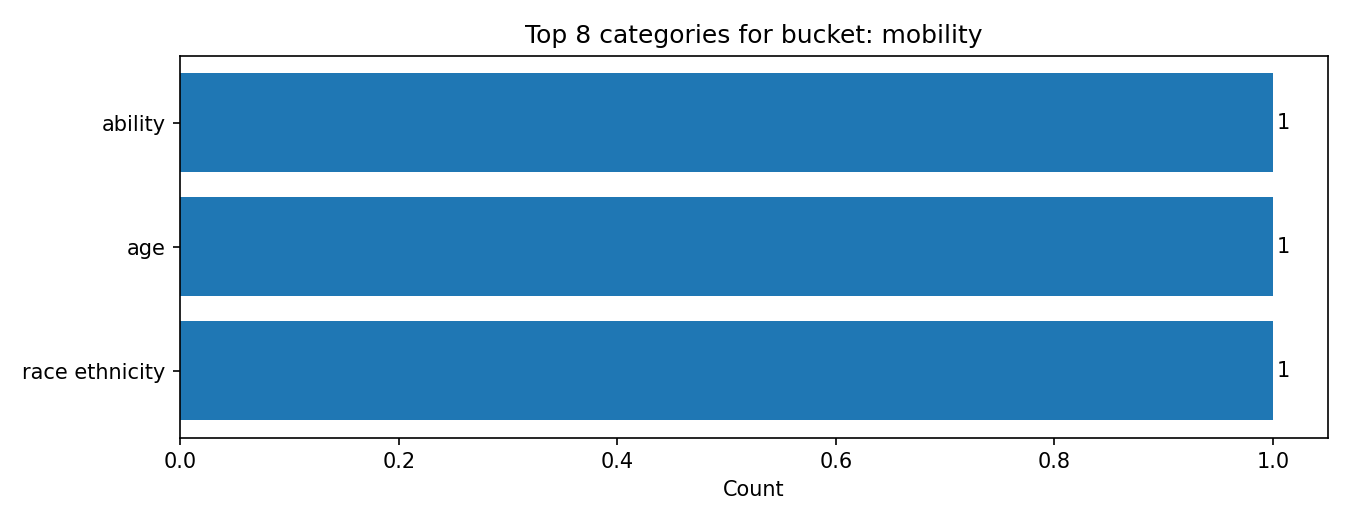 Top 8 categories for bucket: mobility
ability
1
age
1
race ethnicity
1
0.0 0.2 0.4 0.6 0.8 1.0
Count